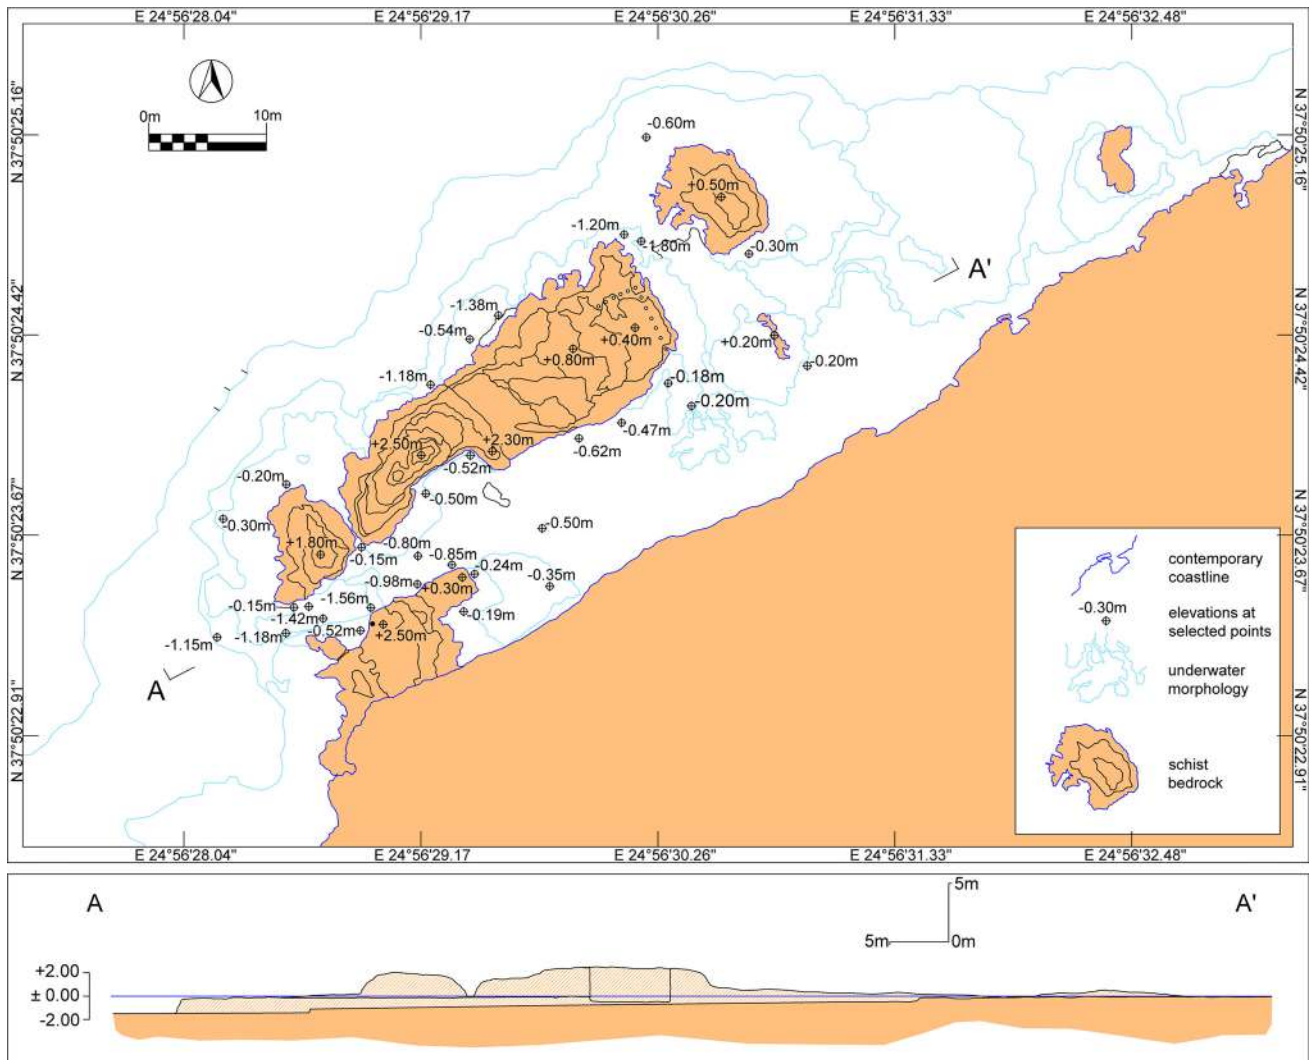 E 24°56'28.04"
E 24°56'29.17"
E 24°56'30.26"
E 24°56'31.33"
E 24°56'32.48"
N 37°50'25.16"
N 37°50'25.16"
0m
10m
-0.60m
+0.50m
-1.20m
-1.60m
-0.30m
A'
N 37°50'24.42"
N 37°50'24.42"
-1.38m
-0.54m
+0.40m
+0.20m
+0.80m
-0.20m
-1.18m
-0.18m
-0.20m
-0.47m
+2.50m
+2.30m
-0.62m
-0.52m
-0.20m
-0.50m
N 37°50'23.67"
N 37°50'23.67"
-0.30m
-0.50m
+1.80m
-0.80m
-0.15m
-0.85m
-0.24m
-0.98m
+0.30m
-0.35m
-0.15m
-1.56m
-0.19m
-1.42m
-1.18m
-0.52m
+2.50m
-1.15m
A
N 37°50'22.91"
N 37°50'22.91"
contemporary
coastline
-0.30m
elevations at
selected points
underwater
morphology
schist
bedrock
E 24°56'28.04"
E 24°56'29.17"
E 24°56'30.26"
E 24°56'31.33"
E 24°56'32.48"
A
5m
A'
5m
0m
+2.00
± 0.00
-2.00